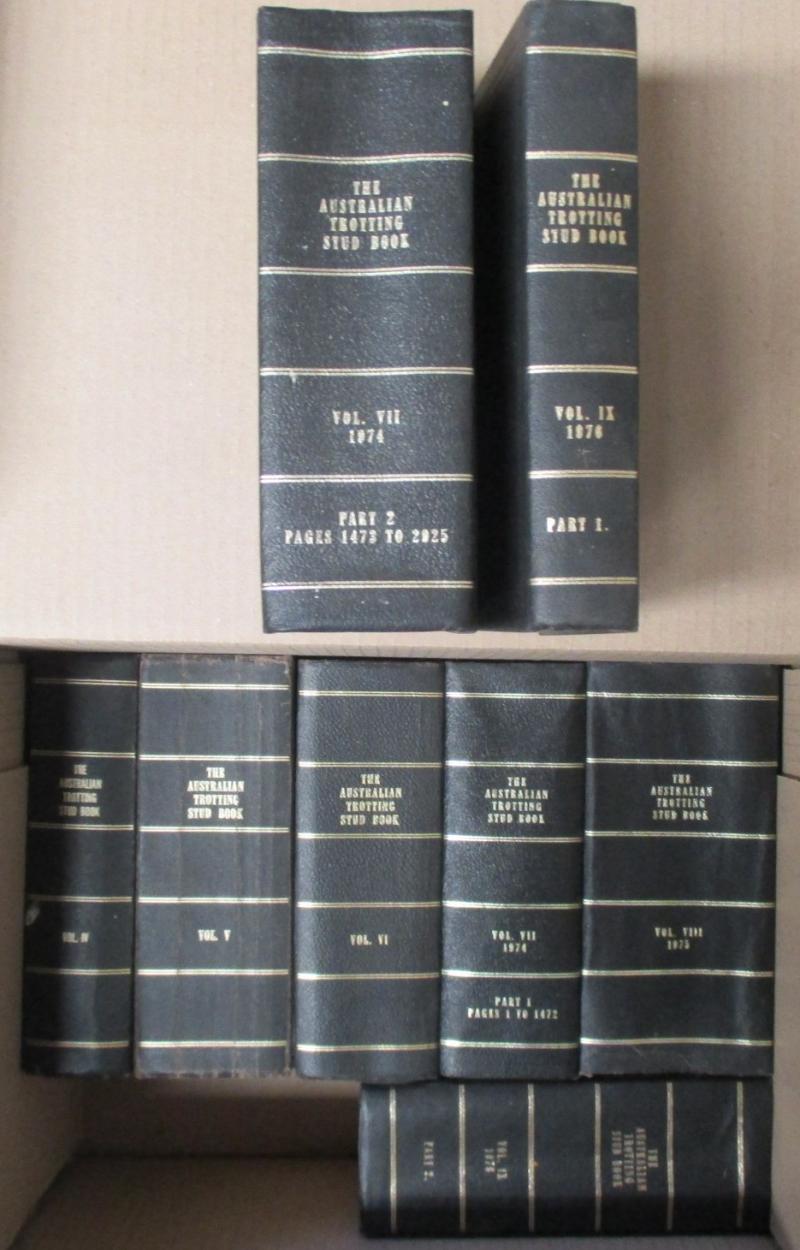 THE
AUSTRALIAN
TROTTING
STUD BOOK
VOL. VII
1974
PART 2
PAGES 1473 TO 2925
THE
AUSTRALIAN
TROTTING
STUD BOOK
VOL. IX
1976
PART 1.
THE
AUSTRALIAN
TROTTING
STUD BOOK
VOL. IV
THE
AUSTRALIAN
TROTTING
STUD BOOK
VOL. V
THE
AUSTRALIAN
TROTTING
STUD BOOK
VOL. VI
THE
AUSTRALIAN
TROTTING
STUD BOOK
VOL. VII
1974
PART 1
PAGES 1 TO 1472
THE
AUSTRALIAN
TROTTING
STUD BOOK
VOL. VIII
1975
THE
AUSTRALIAN
TROTTING
STUD BOOK
VOL. IX
1976
PART 2.